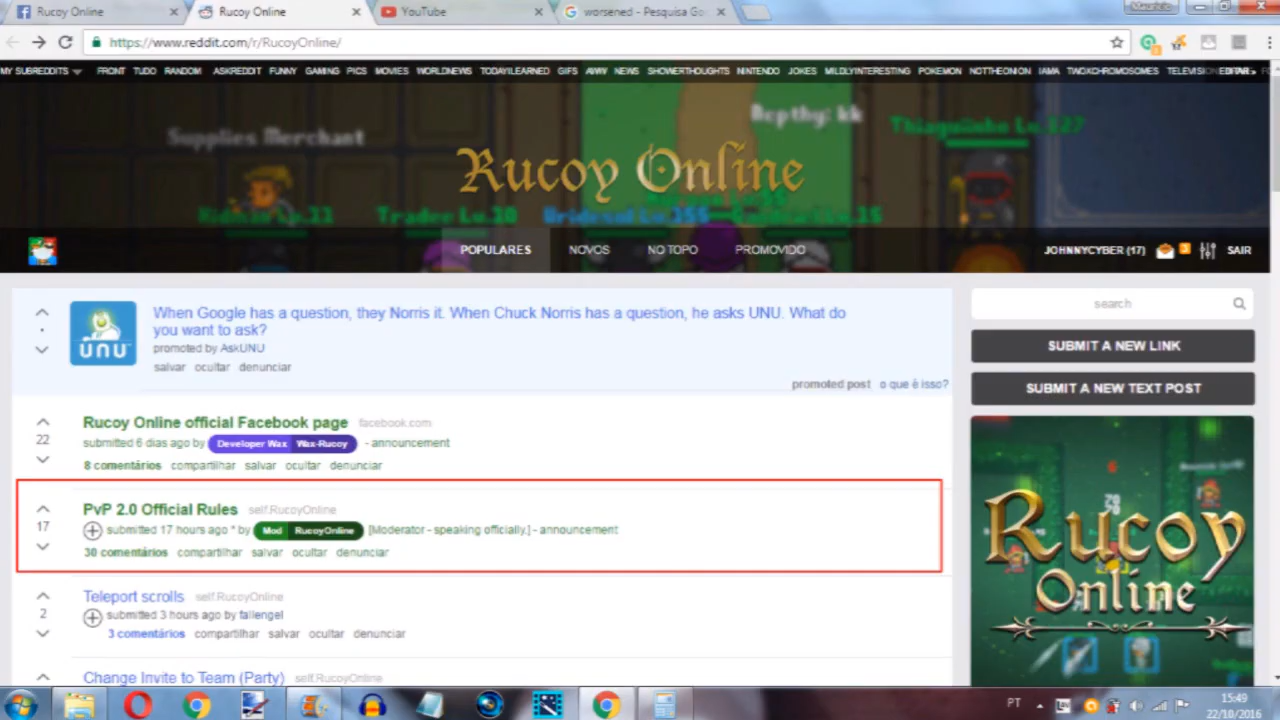 Rucoy Online
Rucoy Online
YouTube
worsened - Pesquisa Go
https://www.reddit.com/r/RucoyOnline/
MY SUBREDDITS FRONT TUDO RANDOM ASKREDDIT FUNNY GAMING PICS MOVIES WORLDNEWS TODAYILEARNED GIFS AWW NEWS SHOWERTHOUGHTS NINTENDO JOKES MILDLYINTERESTING POKEMON NOTTHEONION IAMA TWOXCHROMOSOMES EDITAR»
Supplies Merchant
Repthy: kk
Rucoy Online
POPULARES NOVOS NO TOPO PROMOVIDO
JOHNNYCYBER (17) SAIR
When Google has a question, they Norris it. When Chuck Norris has a question, he asks UNU. What do
you want to ask?
unu
promoted by AskUNU
salvar ocultar denunciar
promoted post o que é isso?
Rucoy Online official Facebook page facebook.com
22
submitted 6 dias ago by Developer Wax Wax-Rucoy - announcement
8 comentários compartilhar salvar ocultar denunciar
PvP 2.0 Official Rules self.RucoyOnline
17
submitted 17 hours ago * by Mod RucoyOnline [Moderator - speaking officially.] - announcement
30 comentários compartilhar salvar ocultar denunciar
Teleport scrolls self.RucoyOnline
2
submitted 3 hours ago by fallengel
3 comentários compartilhar salvar ocultar denunciar
Change Invite to Team (Party) self.RucoyOnline
search
SUBMIT A NEW LINK
SUBMIT A NEW TEXT POST
Rucoy
Online
PT
15:49
22/10/2016